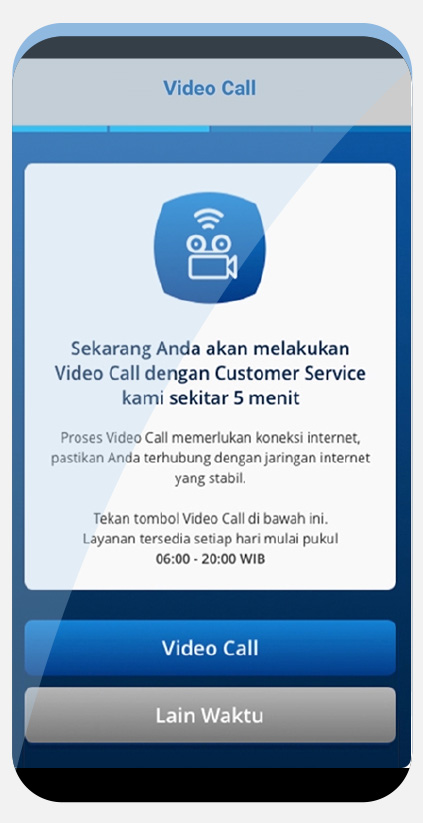 Video Call
Sekarang Anda akan melakukan
Video Call dengan Customer Service
kami sekitar 5 menit
Proses Video Call memerlukan koneksi internet,
pastikan Anda terhubung dengan jaringan internet
yang stabil.
Tekan tombol Video Call di bawah ini.
Layanan tersedia setiap hari mulai pukul
06:00 - 20:00 WIB
Video Call
Lain Waktu